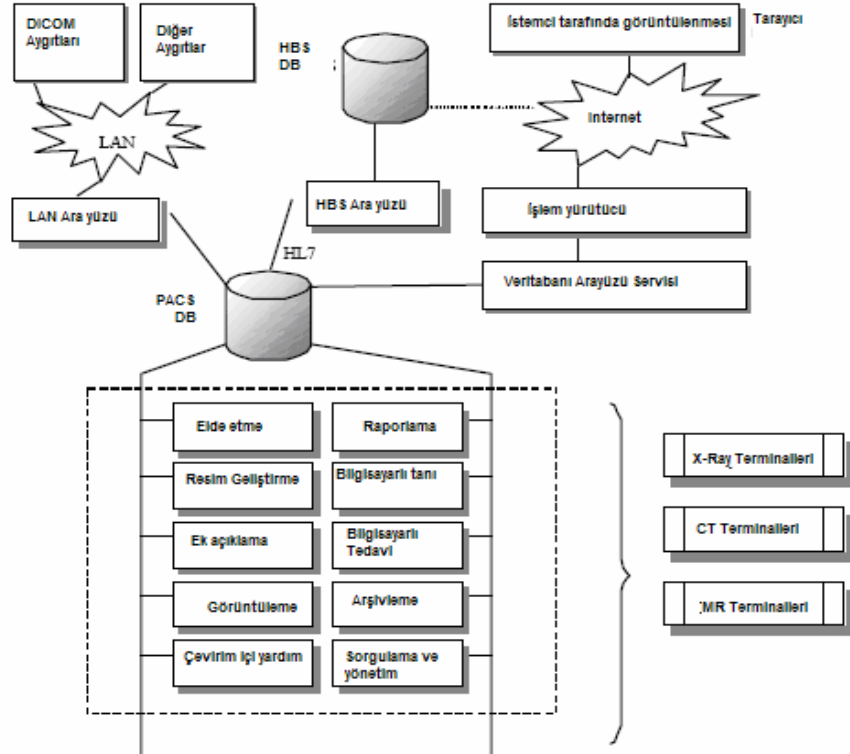 DICOM
Aygıtları
Diğer
Aygıtlar
HBS
DB
İstemci tarafında görüntülenmesi
Tarayıcı
LAN
Internet
LAN Ara yüzü
HBS Ara yüzü
İşlem yürütücü
HL7
Veritabanı Arayüzü Servisi
PACS
DB
Elde etme
Raporlama
Resim Geliştirme
Bilgisayarlı tanı
Ek açıklama
Bilgisayarlı
Tedavi
Görüntüleme
Arşivleme
Çevirim içi yardım
Sorgulama ve
yönetim
X-Ray Terminalleri
CT Terminalleri
MR Terminalleri